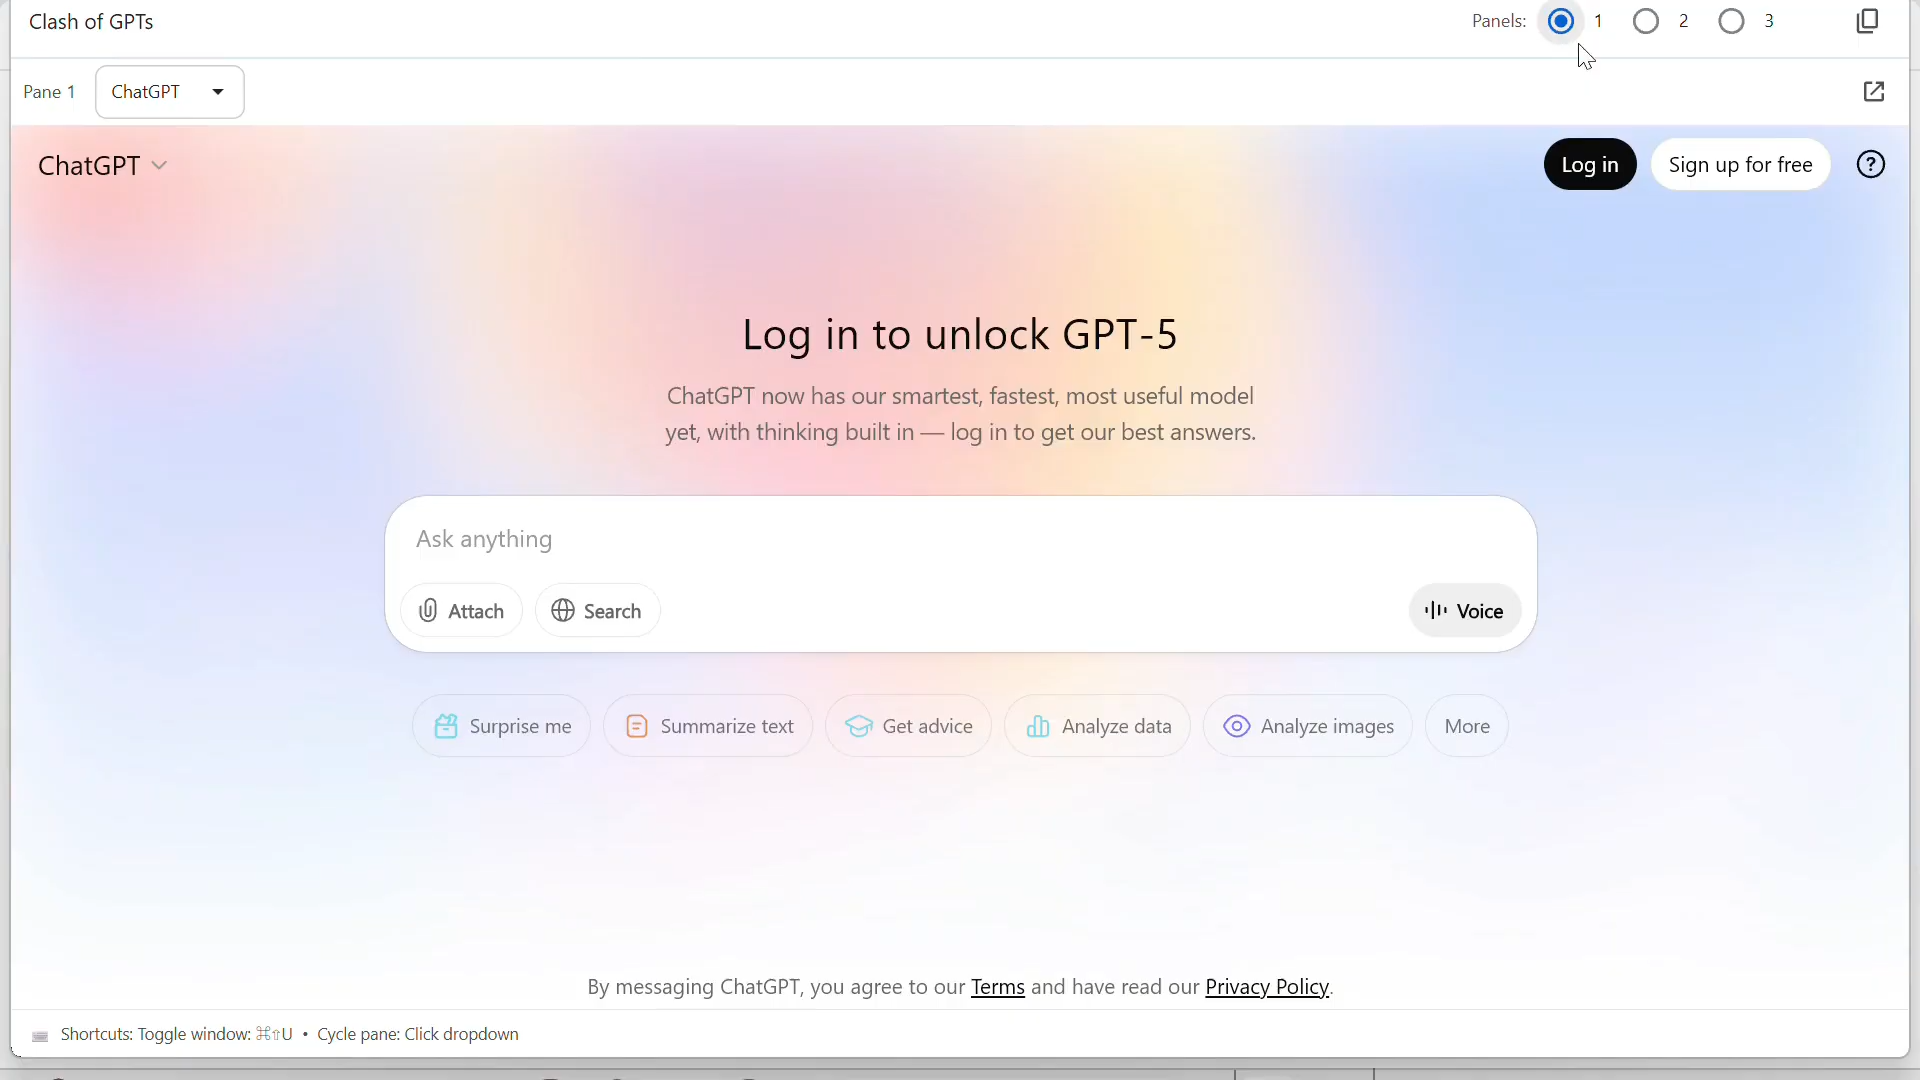 Clash of GPTs
Panels: 1 2 3
Pane 1 ChatGPT
ChatGPT
Log in Sign up for free
Log in to unlock GPT-5
ChatGPT now has our smartest, fastest, most useful model
yet, with thinking built in — log in to get our best answers.
Ask anything
Attach Search Voice
Surprise me Summarize text Get advice Analyze data Analyze images More
By messaging ChatGPT, you agree to our Terms and have read our Privacy Policy.
Shortcuts: Toggle window: ⌘⇧U • Cycle pane: Click dropdown